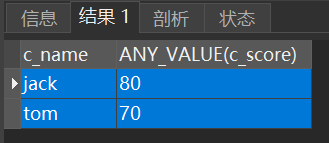 信息 结果 1 剖析 状态
c_name ANY_VALUE(c_score)
jack 80
tom 70